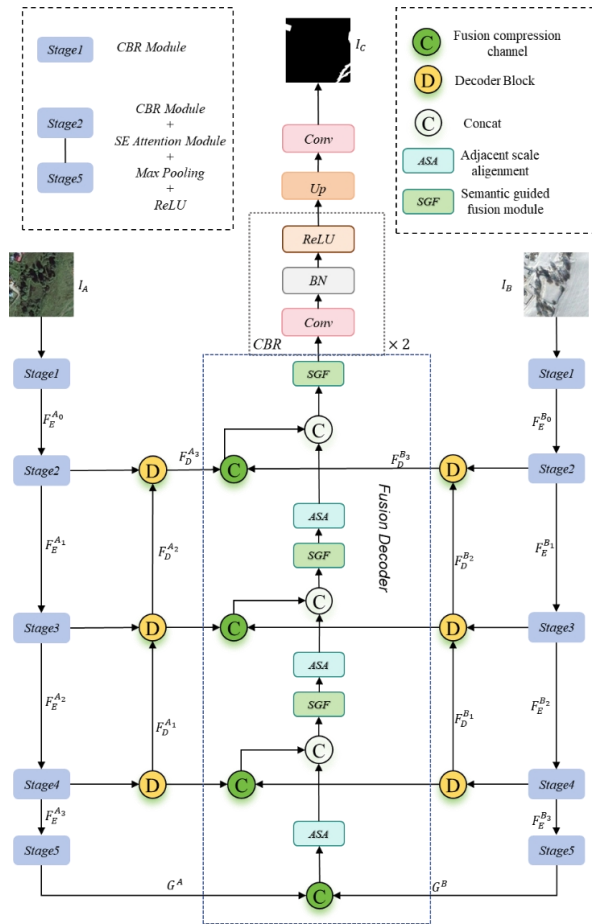 Stage1
CBR Module
Stage2
Stage5
CBR Module
+
SE Attention Module
+
Max Pooling
+
ReLU
I_C
Conv
Up
ReLU
BN
Conv
CBR
× 2
C
Fusion compression
channel
D
Decoder Block
C
Concat
ASA
Adjacent scale
alignment
SGF
Semantic guided
fusion module
I_A
I_B
Stage1
Stage1
SGF
F_E^{A_0}
F_E^{B_0}
C
Stage2
D
F_D^{A_3}
C
F_D^{B_3}
D
Stage2
Fusion Decoder
ASA
F_E^{A_1}
F_D^{A_2}
SGF
F_D^{B_2}
F_E^{B_1}
C
Stage3
D
C
D
Stage3
ASA
F_E^{A_2}
F_D^{A_1}
SGF
F_D^{B_1}
F_E^{B_2}
C
Stage4
D
C
D
Stage4
F_E^{A_3}
F_E^{B_3}
ASA
Stage5
Stage5
G^A
C
G^B